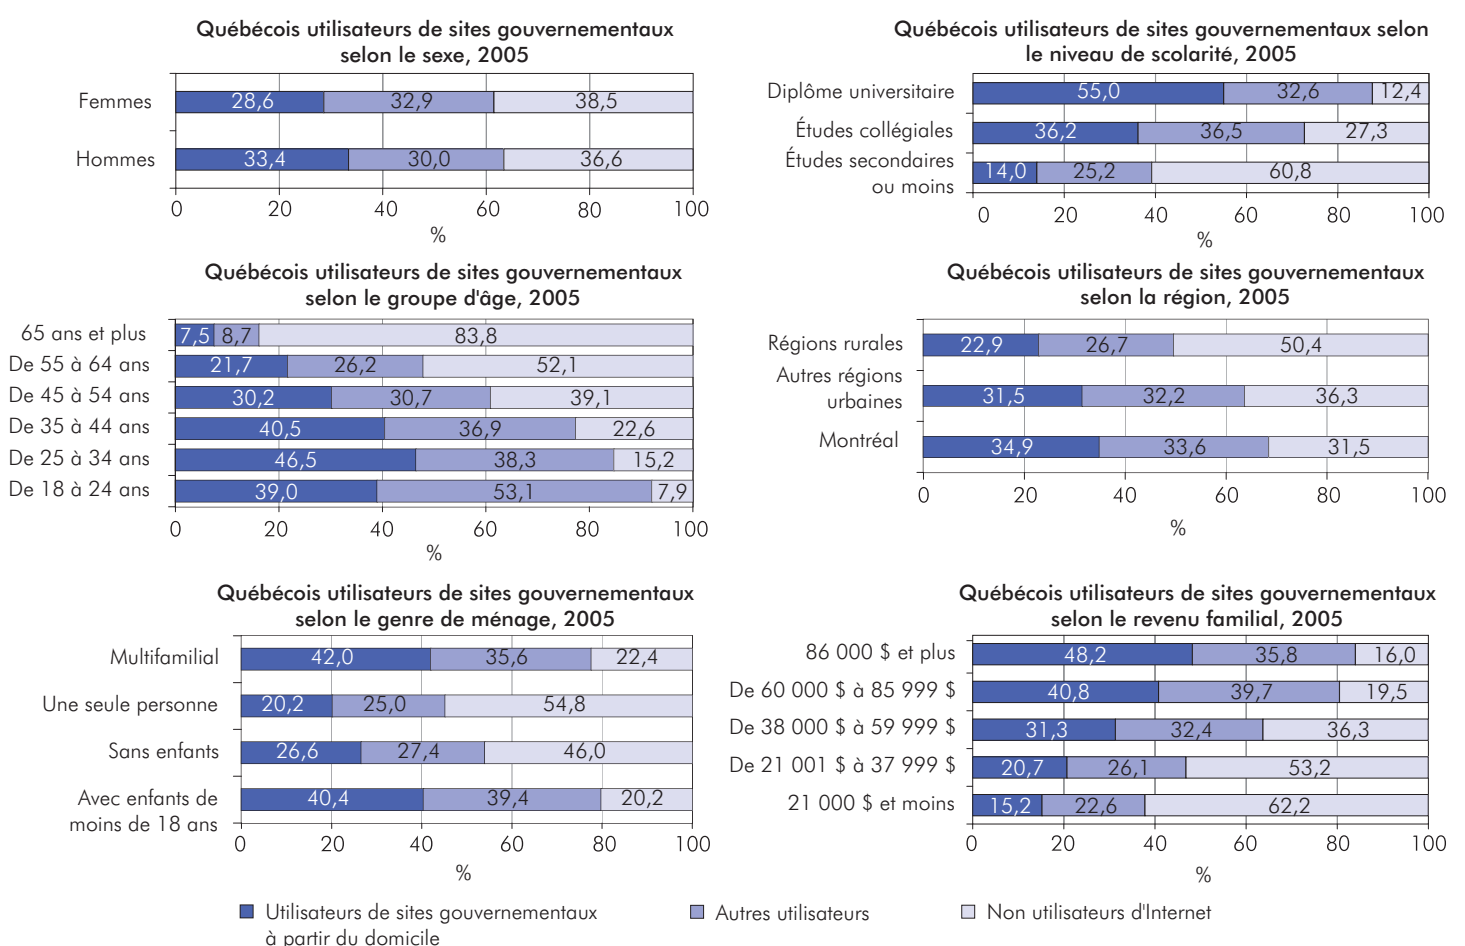 Québécois utilisateurs de sites gouvernementaux
selon le sexe, 2005
Femmes
28,6 32,9 38,5
Hommes
33,4 30,0 36,6
0 20 40 60 80 100
%
Québécois utilisateurs de sites gouvernementaux selon
le niveau de scolarité, 2005
Diplôme universitaire
55,0 32,6 12,4
Études collégiales
36,2 36,5 27,3
Études secondaires
ou moins
14,0 25,2 60,8
0 20 40 60 80 100
%
Québécois utilisateurs de sites gouvernementaux
selon le groupe d'âge, 2005
65 ans et plus
7,5 8,7 83,8
De 55 à 64 ans
21,7 26,2 52,1
De 45 à 54 ans
30,2 30,7 39,1
De 35 à 44 ans
40,5 36,9 22,6
De 25 à 34 ans
46,5 38,3 15,2
De 18 à 24 ans
39,0 53,1 7,9
0 20 40 60 80 100
%
Québécois utilisateurs de sites gouvernementaux
selon la région, 2005
Régions rurales
22,9 26,7 50,4
Autres régions
urbaines
31,5 32,2 36,3
Montréal
34,9 33,6 31,5
0 20 40 60 80 100
%
Québécois utilisateurs de sites gouvernementaux
selon le genre de ménage, 2005
Multifamilial
42,0 35,6 22,4
Une seule personne
20,2 25,0 54,8
Sans enfants
26,6 27,4 46,0
Avec enfants de
moins de 18 ans
40,4 39,4 20,2
0 20 40 60 80 100
%
Québécois utilisateurs de sites gouvernementaux
selon le revenu familial, 2005
86 000 $ et plus
48,2 35,8 16,0
De 60 000 $ à 85 999 $
40,8 39,7 19,5
De 38 000 $ à 59 999 $
31,3 32,4 36,3
De 21 001 $ à 37 999 $
20,7 26,1 53,2
21 000 $ et moins
15,2 22,6 62,2
0 20 40 60 80 100
%
Utilisateurs de sites gouvernementaux
à partir du domicile
Autres utilisateurs
Non utilisateurs d'Internet